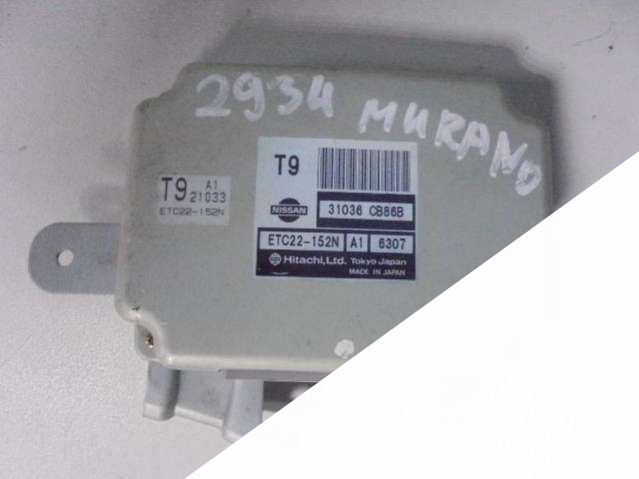 2934 MURANO
T9 A1
21033
ETC22-152N
T9
NISSAN
31036 CB86B
ETC22-152N A1 6307
Hitachi,Ltd. Tokyo Japan
MADE IN JAPAN